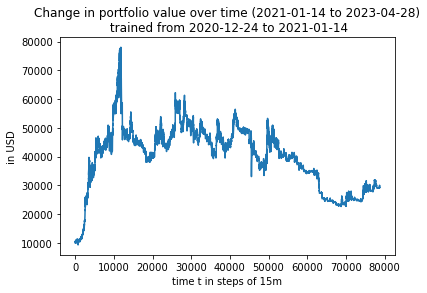 Change in portfolio value over time (2021-01-14 to 2023-04-28)
trained from 2020-12-24 to 2021-01-14
80000
70000
60000
50000
40000
30000
20000
10000
in USD
0 10000 20000 30000 40000 50000 60000 70000 80000
time t in steps of 15m